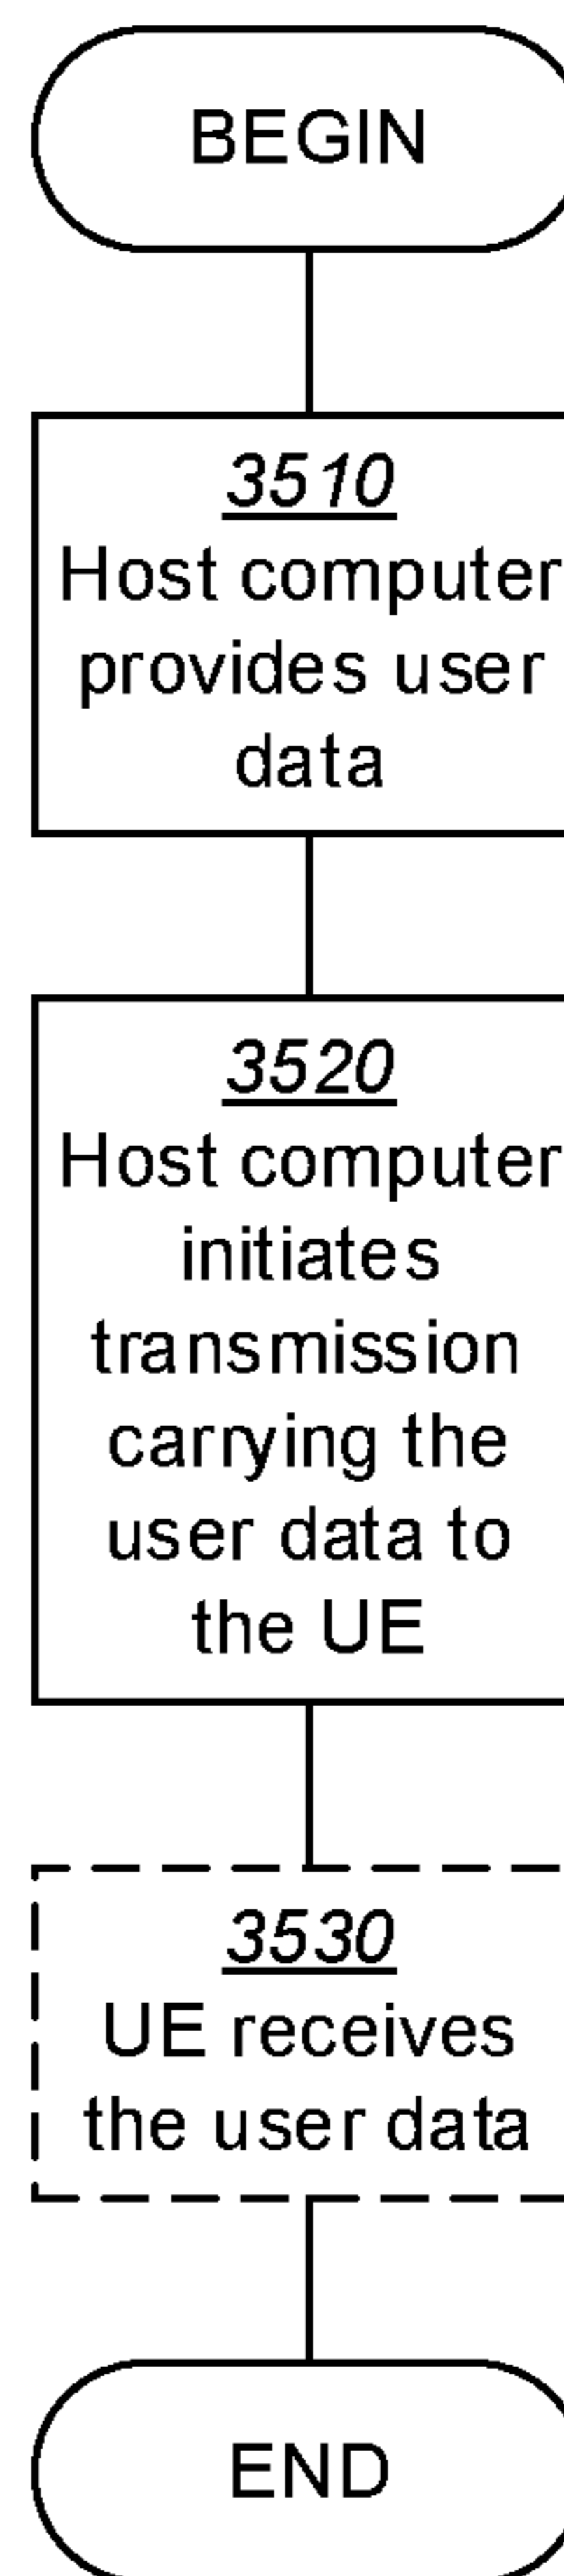 BEGIN
3510
Host computer
provides user
data
3520
Host computer
initiates
transmission
carrying the
user data to
the UE
3530
UE receives
the user data
END